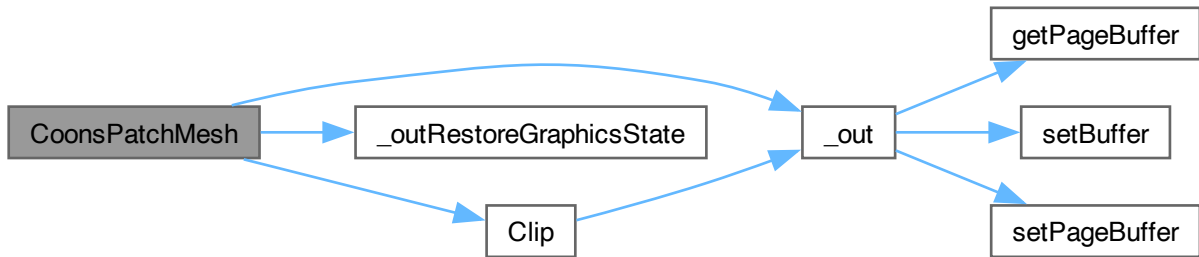 CoonsPatchMesh
_outRestoreGraphicsState
Clip
_out
getPageBuffer
setBuffer
setPageBuffer